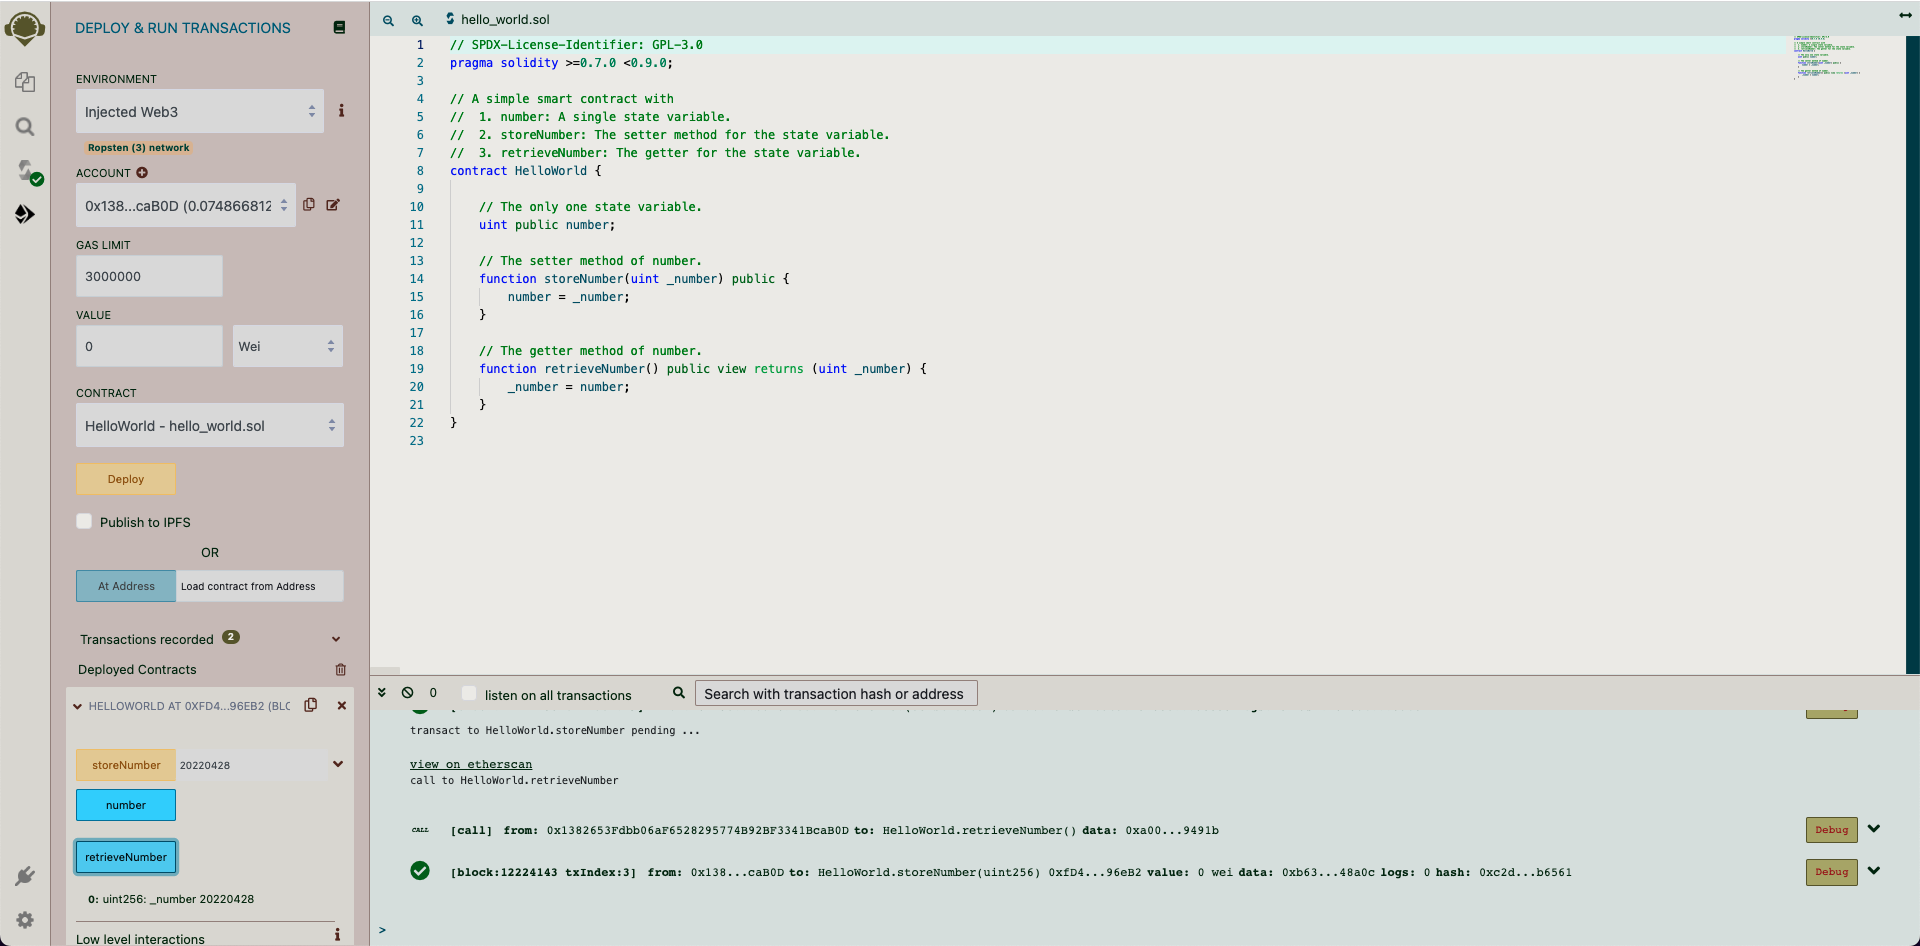 DEPLOY & RUN TRANSACTIONS
ENVIRONMENT
Injected Web3
Ropsten (3) network
ACCOUNT
0x138...caB0D (0.074866812
GAS LIMIT
3000000
VALUE
0
Wei
CONTRACT
HelloWorld - hello_world.sol
Deploy
Publish to IPFS
OR
At Address
Load contract from Address
Transactions recorded 2
Deployed Contracts
HELLOWORLD AT 0XFD4...96EB2 (BLC
storeNumber 20220428
number
retrieveNumber
0: uint256: _number 20220428
Low level interactions
hello_world.sol
1 // SPDX-License-Identifier: GPL-3.0
2 pragma solidity >=0.7.0 <0.9.0;
3
4 // A simple smart contract with
5 //  1. number: A single state variable.
6 //  2. storeNumber: The setter method for the state variable.
7 //  3. retrieveNumber: The getter for the state variable.
8 contract HelloWorld {
9
10     // The only one state variable.
11     uint public number;
12
13     // The setter method of number.
14     function storeNumber(uint _number) public {
15         number = _number;
16     }
17
18     // The getter method of number.
19     function retrieveNumber() public view returns (uint _number) {
20         _number = number;
21     }
22 }
23
0
listen on all transactions
Search with transaction hash or address
transact to HelloWorld.storeNumber pending ...
view on etherscan
call to HelloWorld.retrieveNumber
CALL [call] from: 0x1382653Fdbb06aF6528295774B92BF3341BcaB0D to: HelloWorld.retrieveNumber() data: 0xa00...9491b
Debug
[block:12224143 txIndex:3] from: 0x138...caB0D to: HelloWorld.storeNumber(uint256) 0xfD4...96eB2 value: 0 wei data: 0xb63...48a0c logs: 0 hash: 0xc2d...b6561
Debug
>